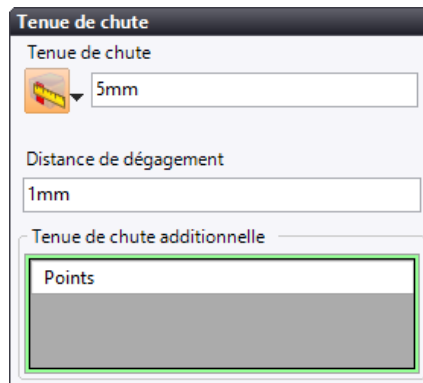 Tenue de chute
Tenue de chute
5mm
Distance de dégagement
1mm
Tenue de chute additionnelle
Points